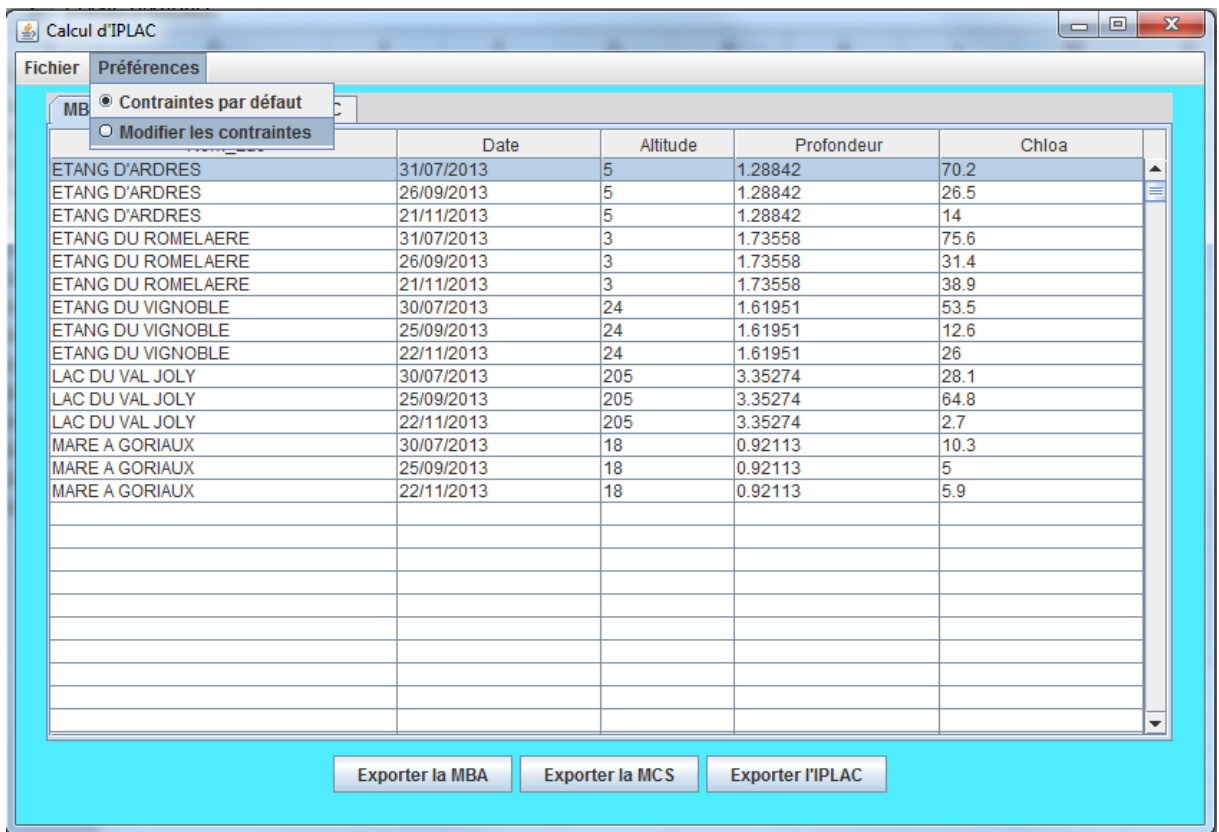 Calcul d'IPLAC
Fichier Préférences
Contraintes par défaut
Modifier les contraintes
MB C
Date Altitude Profondeur Chloa
ETANG D'ARDRES 31/07/2013 5 1.28842 70.2
ETANG D'ARDRES 26/09/2013 5 1.28842 26.5
ETANG D'ARDRES 21/11/2013 5 1.28842 14
ETANG DU ROMELAERE 31/07/2013 3 1.73558 75.6
ETANG DU ROMELAERE 26/09/2013 3 1.73558 31.4
ETANG DU ROMELAERE 21/11/2013 3 1.73558 38.9
ETANG DU VIGNOBLE 30/07/2013 24 1.61951 53.5
ETANG DU VIGNOBLE 25/09/2013 24 1.61951 12.6
ETANG DU VIGNOBLE 22/11/2013 24 1.61951 26
LAC DU VAL JOLY 30/07/2013 205 3.35274 28.1
LAC DU VAL JOLY 25/09/2013 205 3.35274 64.8
LAC DU VAL JOLY 22/11/2013 205 3.35274 2.7
MARE A GORIAUX 30/07/2013 18 0.92113 10.3
MARE A GORIAUX 25/09/2013 18 0.92113 5
MARE A GORIAUX 22/11/2013 18 0.92113 5.9
Exporter la MBA Exporter la MCS Exporter l'IPLAC